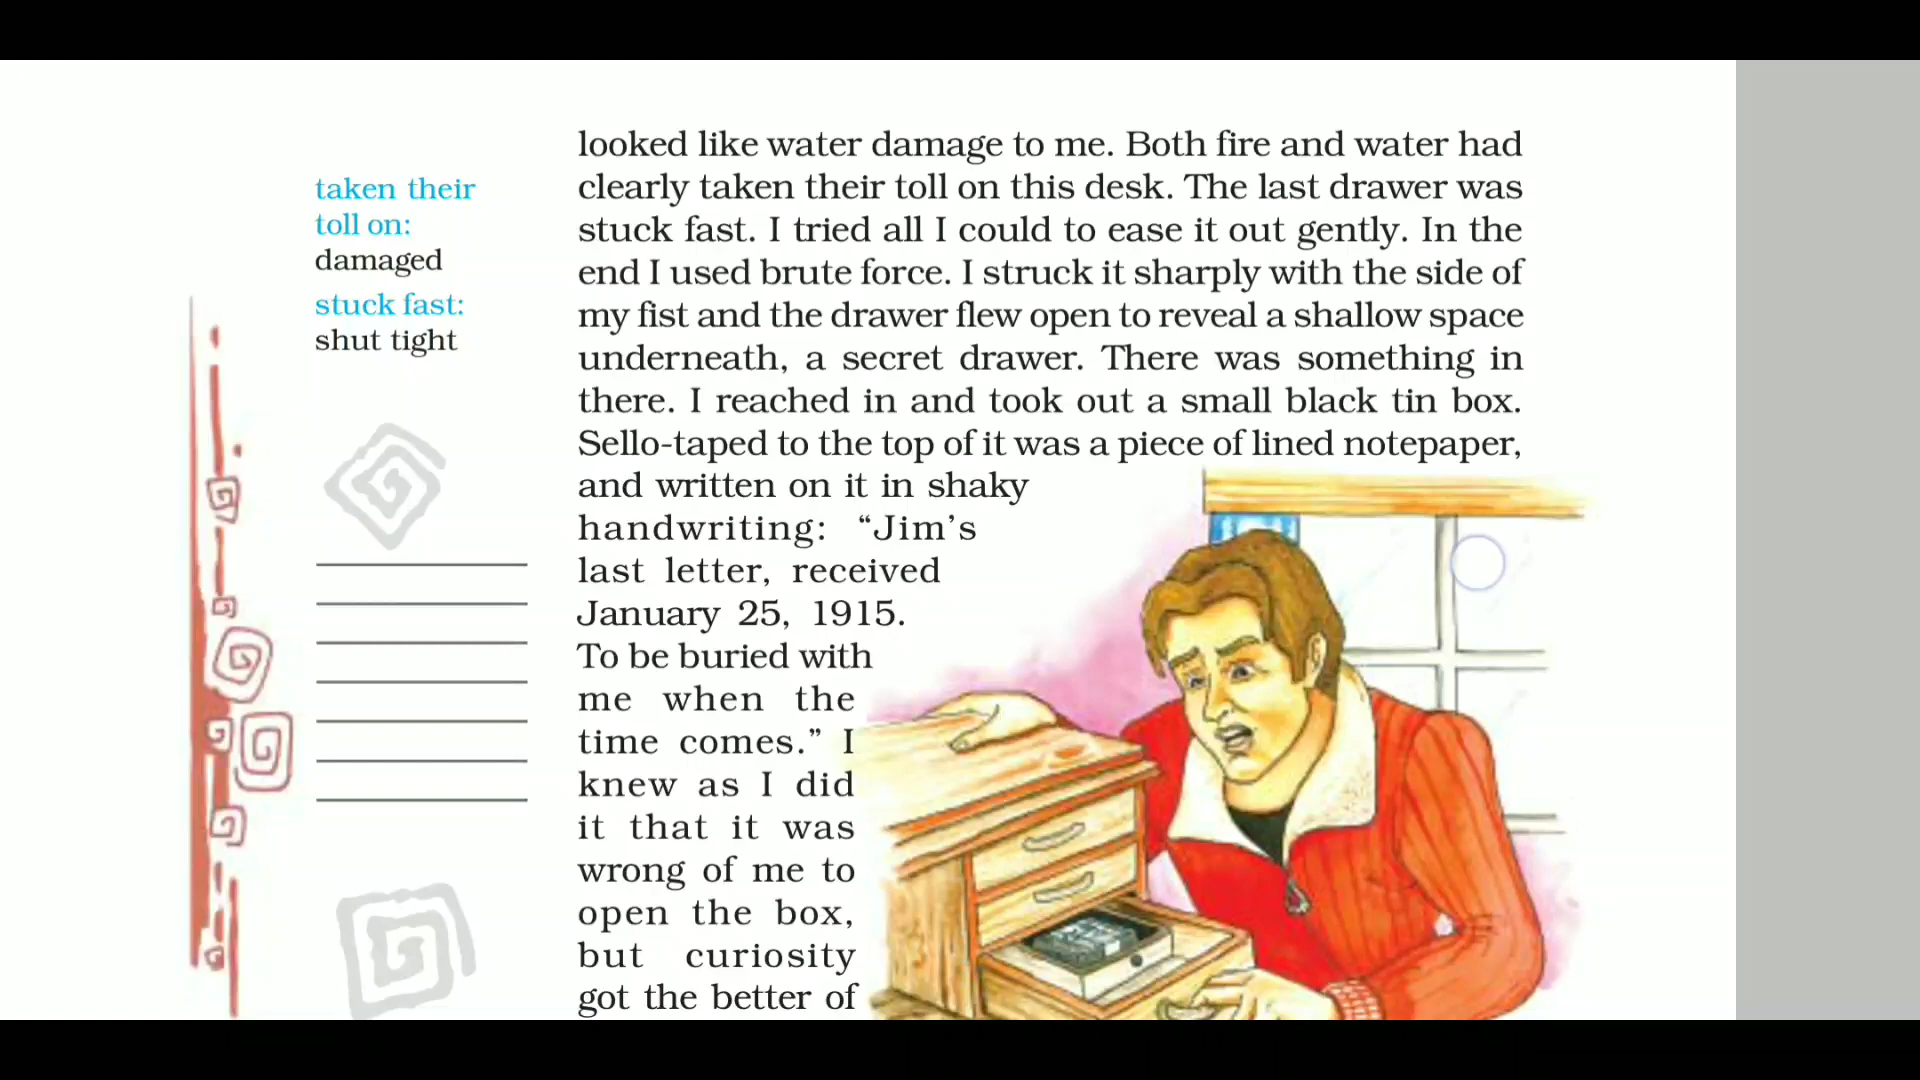 taken their
toll on:
damaged
stuck fast:
shut tight
looked like water damage to me. Both fire and water had
clearly taken their toll on this desk. The last drawer was
stuck fast. I tried all I could to ease it out gently. In the
end I used brute force. I struck it sharply with the side of
my fist and the drawer flew open to reveal a shallow space
underneath, a secret drawer. There was something in
there. I reached in and took out a small black tin box.
Sello-taped to the top of it was a piece of lined notepaper,
and written on it in shaky
handwriting: “Jim’s
last letter, received
January 25, 1915.
To be buried with
me when the
time comes.” I
knew as I did
it that it was
wrong of me to
open the box,
but curiosity
got the better of